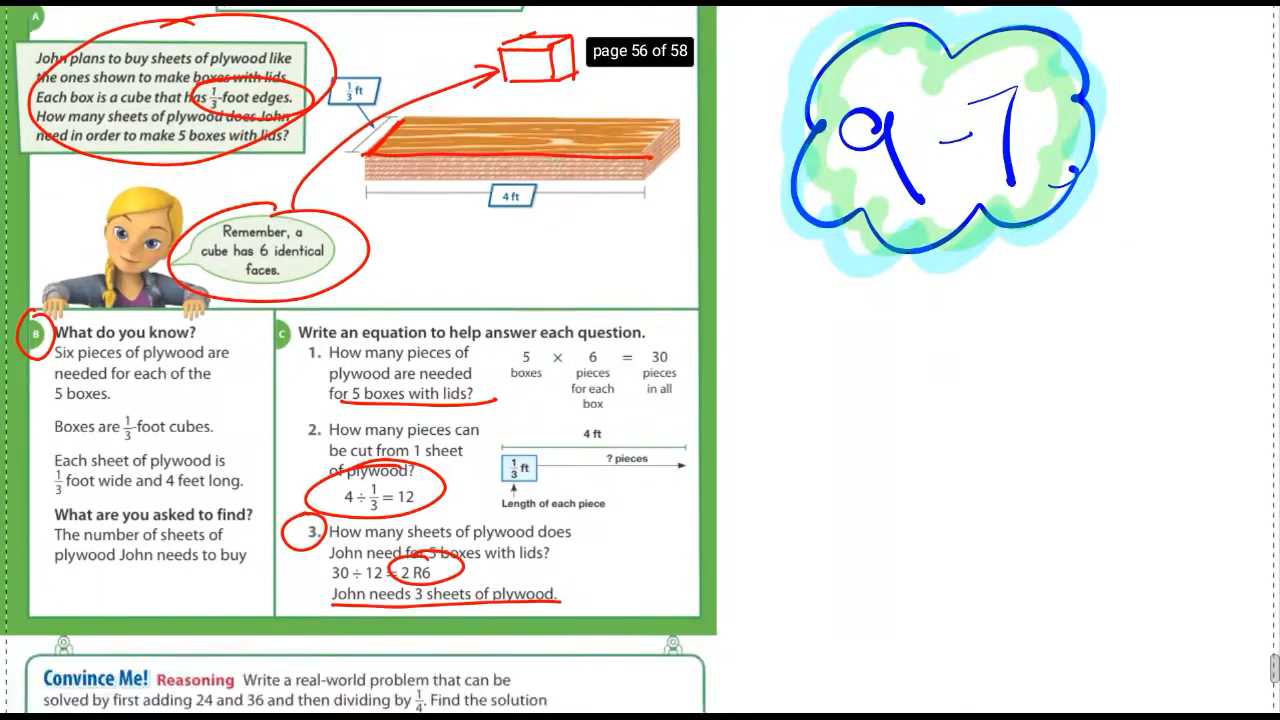 A
John plans to buy sheets of plywood like
the ones shown to make boxes with lids.
Each box is a cube that has 1/3-foot edges.
How many sheets of plywood does John
need in order to make 5 boxes with lids?
1/3 ft
4 ft
page 56 of 58
9-7
Remember, a
cube has 6 identical
faces.
B
What do you know?
Six pieces of plywood are
needed for each of the
5 boxes.
Boxes are 1/3-foot cubes.
Each sheet of plywood is
1/3 foot wide and 4 feet long.
What are you asked to find?
The number of sheets of
plywood John needs to buy
C
Write an equation to help answer each question.
1. How many pieces of
plywood are needed
for 5 boxes with lids?
5 × 6 = 30
boxes pieces pieces
for each in all
box
2. How many pieces can
be cut from 1 sheet
of plywood?
4 ÷ 1/3 = 12
4 ft
1/3 ft
? pieces
Length of each piece
3. How many sheets of plywood does
John need for 5 boxes with lids?
30 ÷ 12 = 2 R6
John needs 3 sheets of plywood.
Convince Me! Reasoning Write a real-world problem that can be
solved by first adding 24 and 36 and then dividing by 1/4. Find the solution